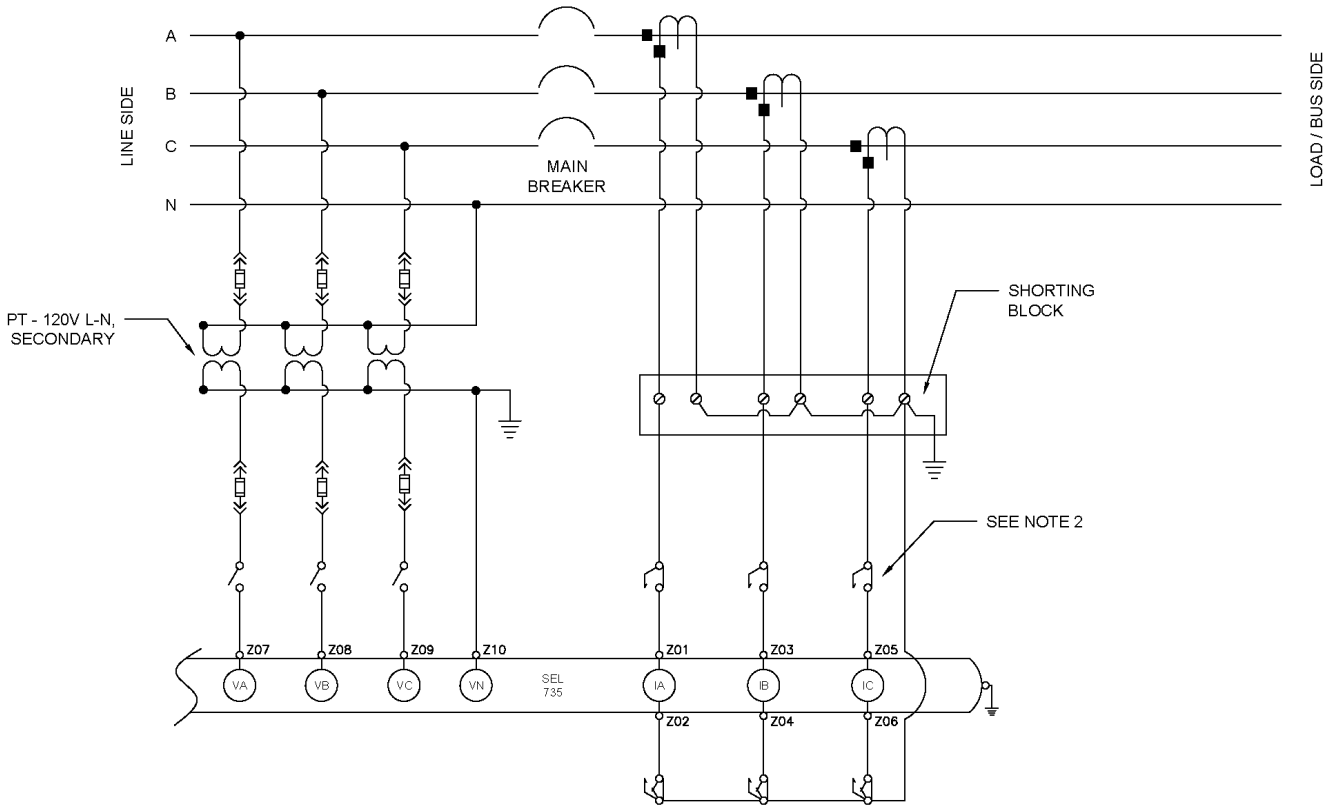 A
B
C
N
LINE SIDE
MAIN
BREAKER
LOAD / BUS SIDE
PT - 120V L-N,
SECONDARY
SHORTING
BLOCK
SEE NOTE 2
Z07
Z08
Z09
Z10
Z01
Z03
Z05
VA
VB
VC
VN
SEL
735
IA
IB
IC
Z02
Z04
Z06